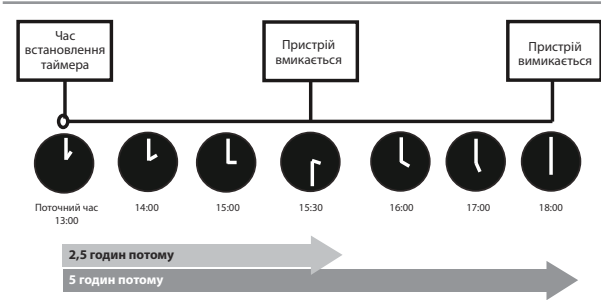 Час
встановлення
таймера
Пристрій
вмикається
Пристрій
вимикається
Поточний час
13:00
14:00
15:00
15:30
16:00
17:00
18:00
2,5 годин потому
5 годин потому